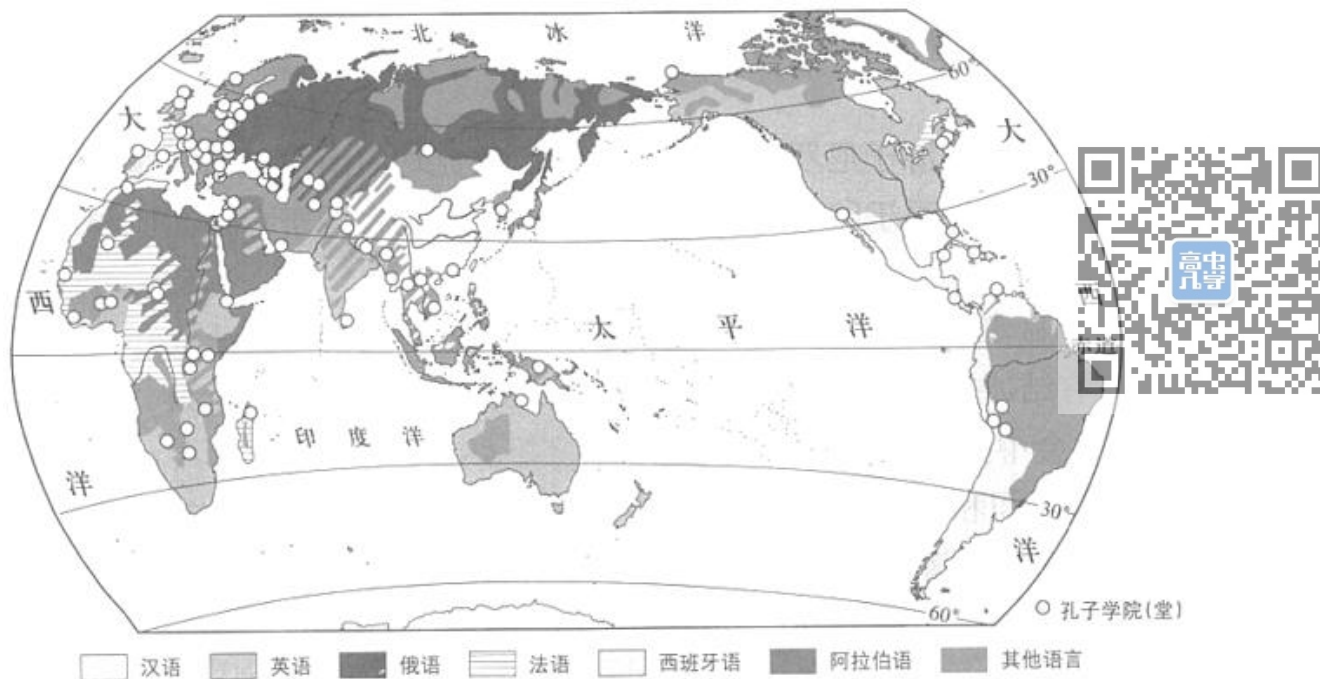 北 冰 洋
60°
大
大
30°
高中
西
太 平 洋
印 度 洋
洋
30°
洋
60°
孔子学院(堂)
汉语 英语 俄语 法语 西班牙语 阿拉伯语 其他语言